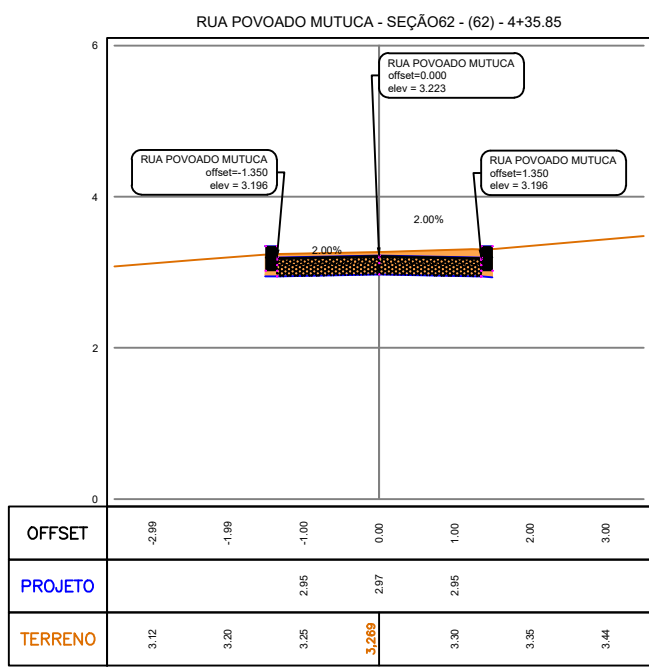 RUA POVOADO MUTUCA - SEÇÃO62 - (62) - 4+35.85
6
RUA POVOADO MUTUCA
offset=0.000
elev = 3.223
RUA POVOADO MUTUCA
offset=-1.350
elev = 3.196
RUA POVOADO MUTUCA
offset=1.350
elev = 3.196
4
2.00%
2.00%
2
0
OFFSET -2.99 -1.99 -1.00 0.00 1.00 2.00 3.00
PROJETO 2.95 2.97 2.95
TERRENO 3.12 3.20 3.25 3,269 3.30 3.35 3.44